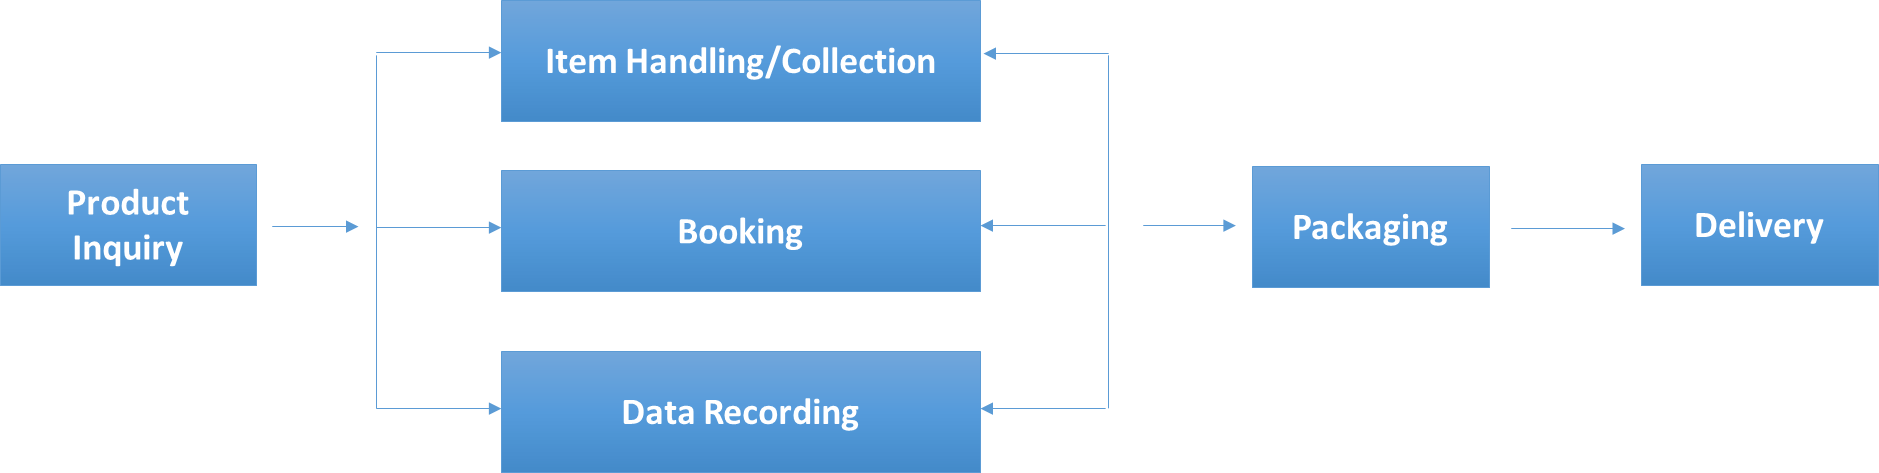 Item Handling/Collection
Product
Inquiry
Booking
Packaging
Delivery
Data Recording